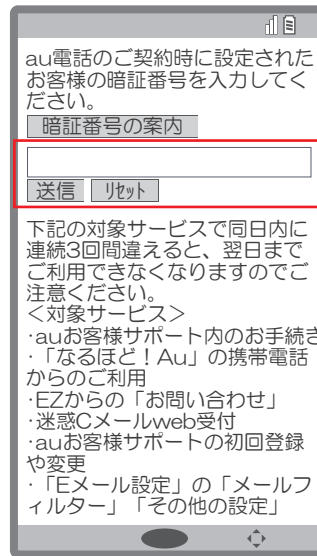 au電話のご契約時に設定された
お客様の暗証番号を入力してく
ださい。
暗証番号の案内
送信 リセット
下記の対象サービスで同日内に
連続3回間違えると、翌日まで
ご利用できなくなりますのでご
注意ください。
＜対象サービス＞
·auお客様サポート内のお手続き
·「なるほど！Au」の携帯電話
からのご利用
·EZからの「お問い合わせ」
·迷惑Cメールweb受付
·auお客様サポートの初回登録
や変更
·「Eメール設定」の「メールフ
ィルター」「その他の設定」